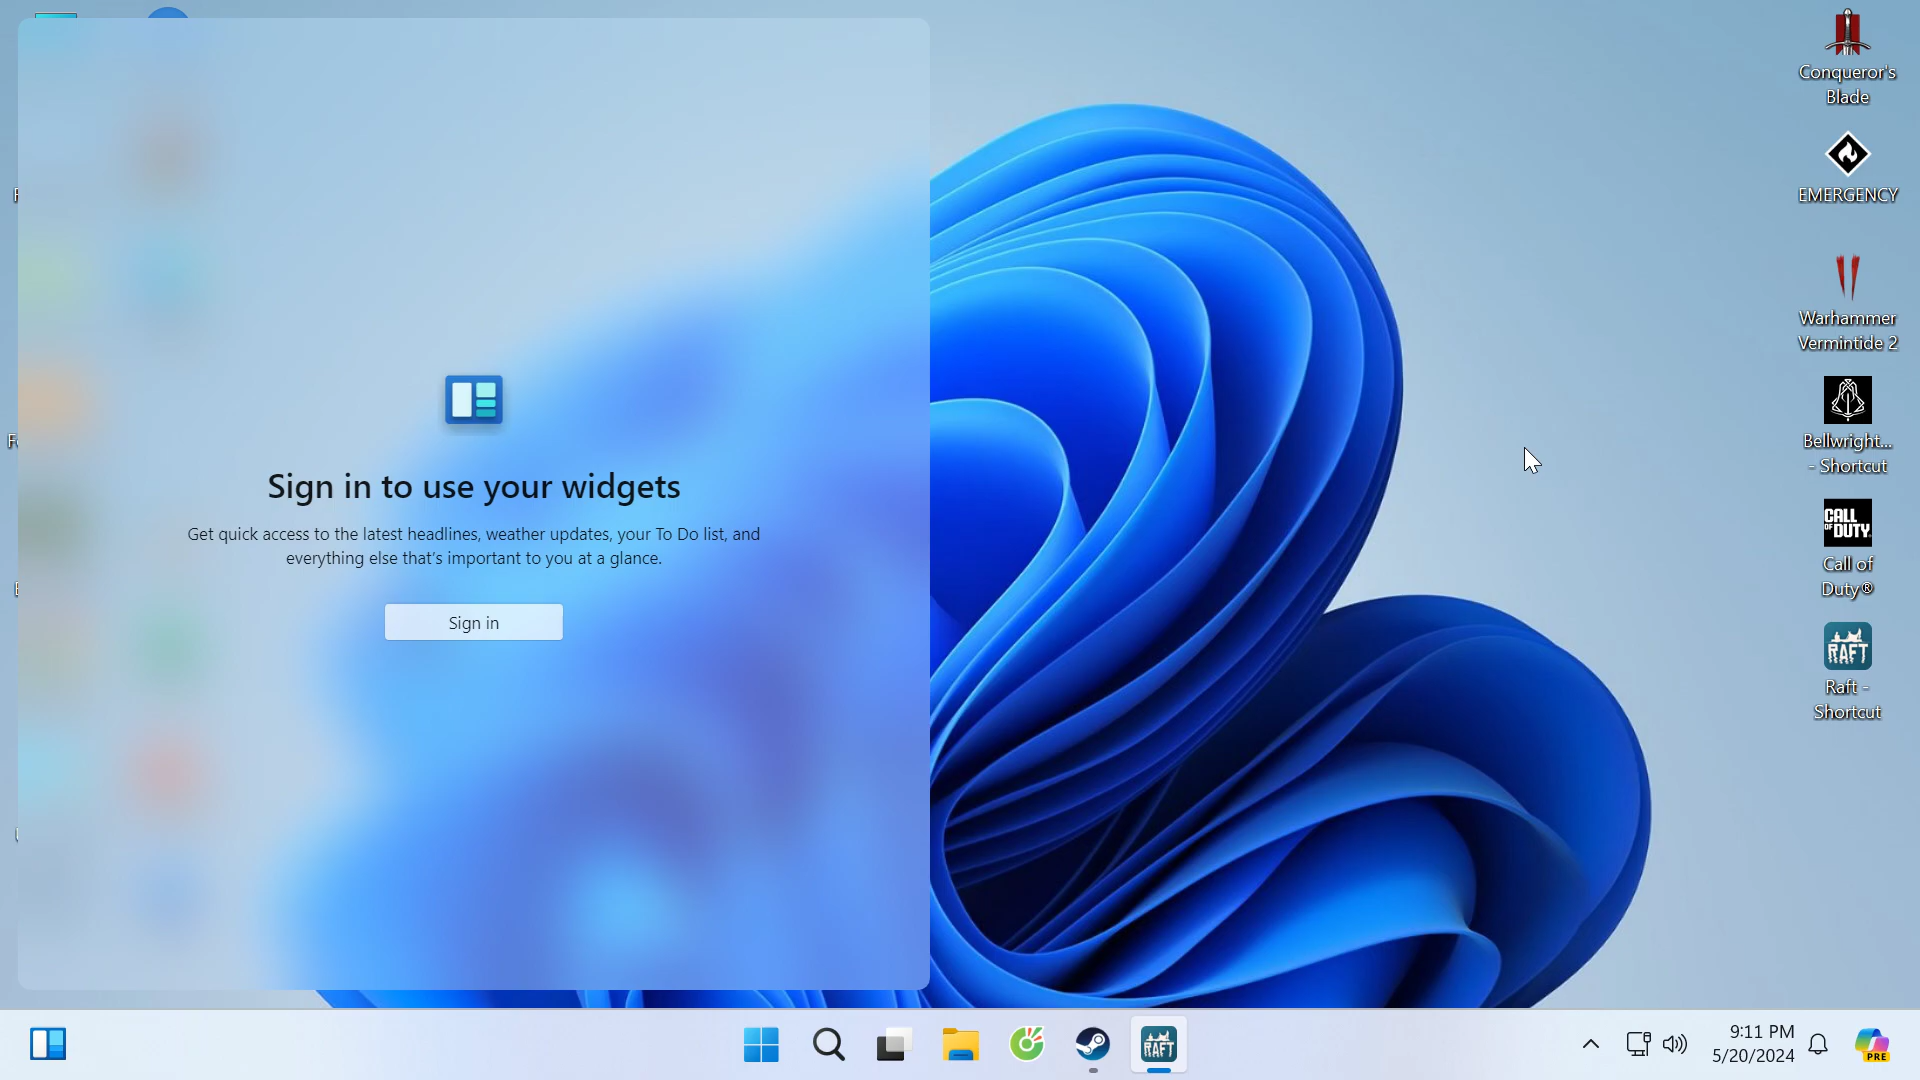 Sign in to use your widgets
Get quick access to the latest headlines, weather updates, your To Do list, and
everything else that's important to you at a glance.
Sign in
Conqueror's
Blade
EMERGENCY
Warhammer
Vermintide 2
Bellwright...
- Shortcut
CALL
OF DUTY
Call of
Duty®
RAFT
Raft -
Shortcut
RAFT
9:11 PM
5/20/2024
PRE